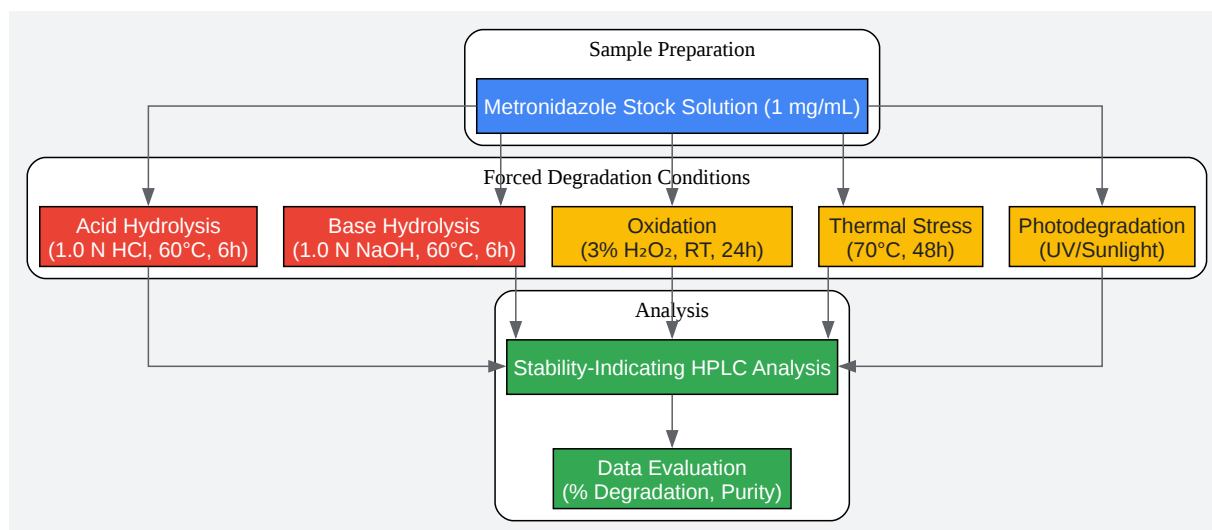 Sample Preparation
Metronidazole Stock Solution (1 mg/mL)
Forced Degradation Conditions
Acid Hydrolysis
(1.0 N HCl, 60°C, 6h)
Base Hydrolysis
(1.0 N NaOH, 60°C, 6h)
Oxidation
(3% H₂O₂, RT, 24h)
Thermal Stress
(70°C, 48h)
Photodegradation
(UV/Sunlight)
Analysis
Stability-Indicating HPLC Analysis
Data Evaluation
(% Degradation, Purity)